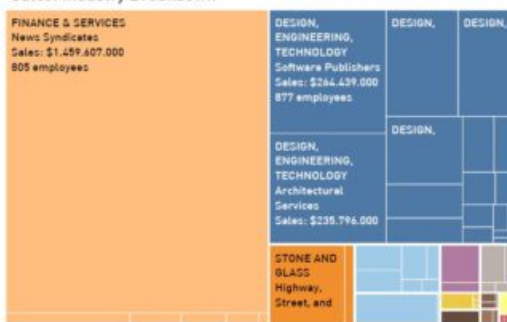 FINANCE & SERVICES
News Syndicates
Sales: $1.459.607.000
805 employees
DESIGN,
ENGINEERING,
TECHNOLOGY
Software Publishers
Sales: $264.439.000
877 employees
DESIGN,
DESIGN,
DESIGN,
DESIGN,
ENGINEERING,
TECHNOLOGY
Architectural
Services
Sales: $235.796.000
STONE AND
GLASS
Highway,
Street, and